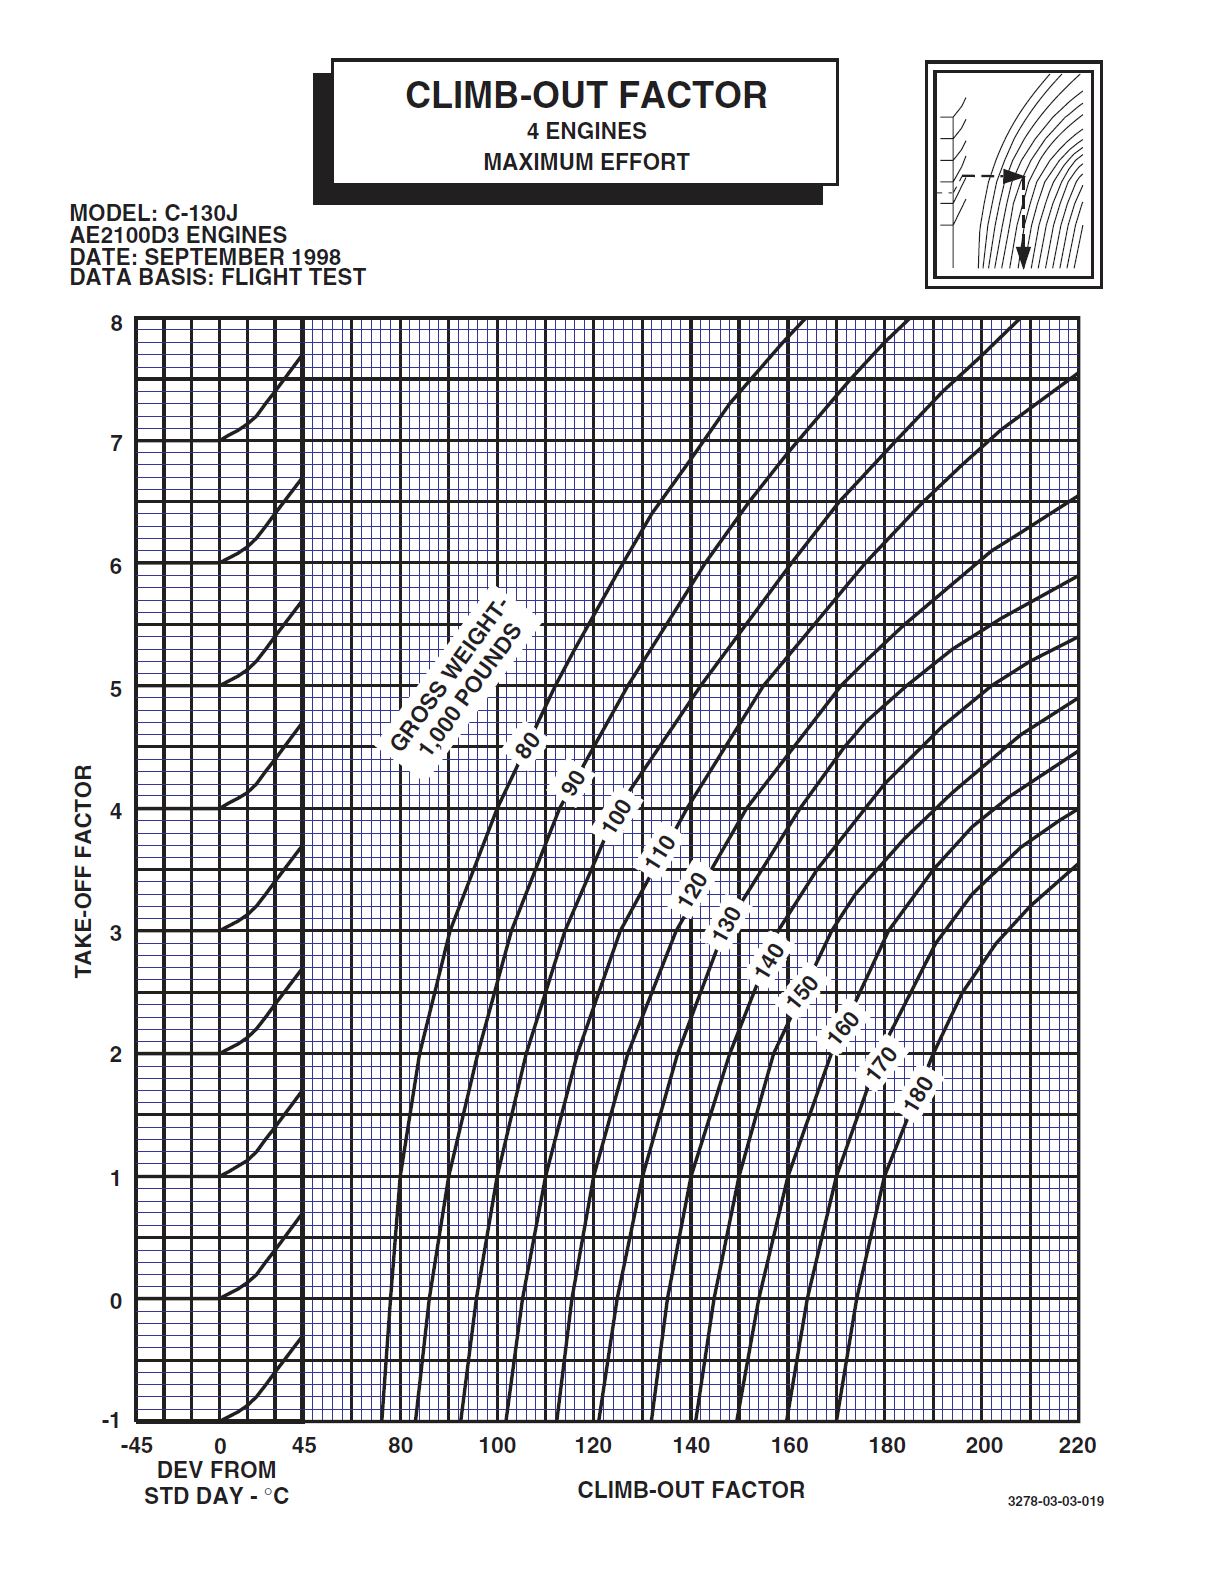 CLIMB-OUT FACTOR
4 ENGINES
MAXIMUM EFFORT
MODEL: C-130J
AE2100D3 ENGINES
DATE: SEPTEMBER 1998
DATA BASIS: FLIGHT TEST
8
7
6
5
4
3
2
1
0
-1
TAKE-OFF FACTOR
GROSS WEIGHT-
1,000 POUNDS
80
90
100
110
120
130
140
150
160
170
180
-45 0 45 80 100 120 140 160 180 200 220
DEV FROM
STD DAY - °C
CLIMB-OUT FACTOR
3278-03-03-019